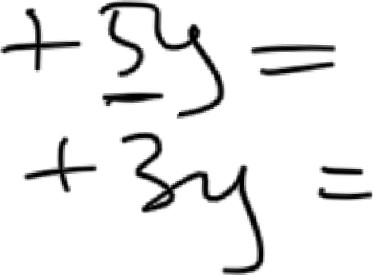 + 5y =
+ 3y =